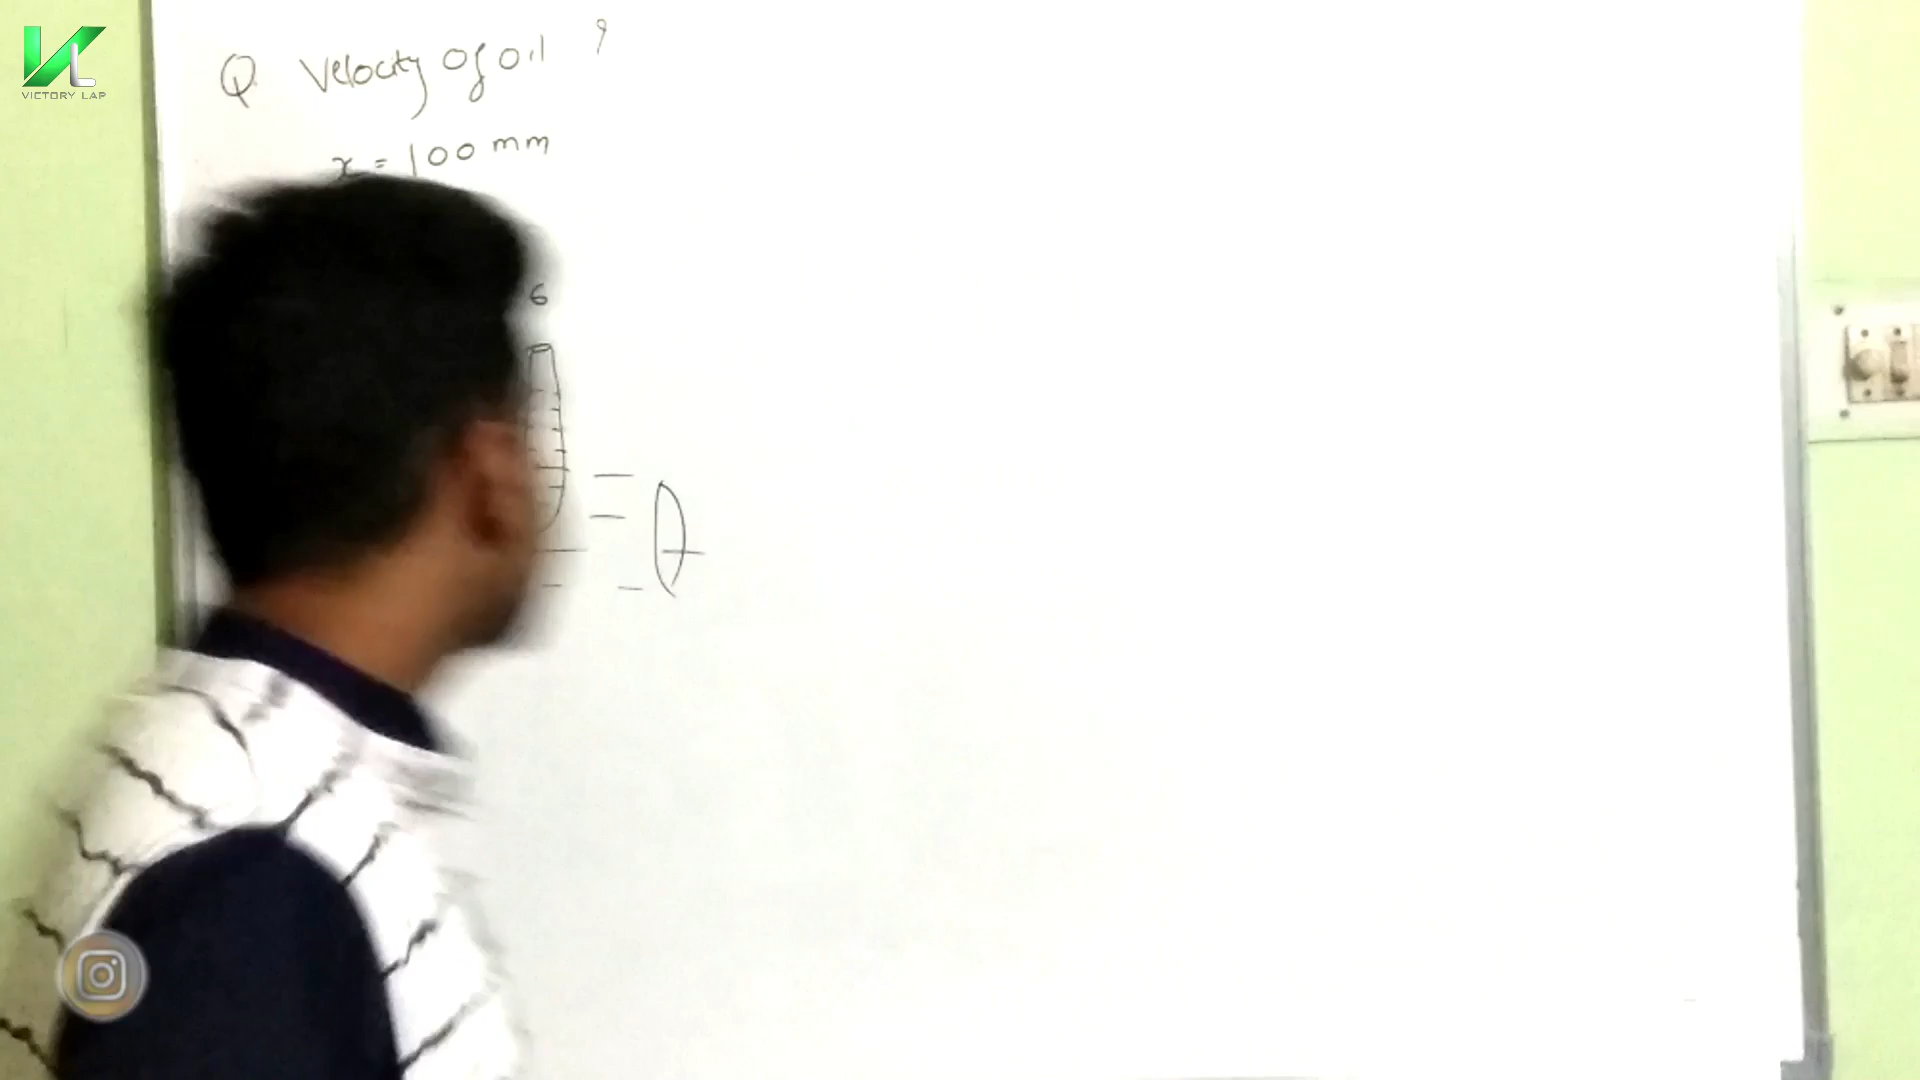 VICTORY LAP
Q. Velocity of oil ?
x = 100 mm
6